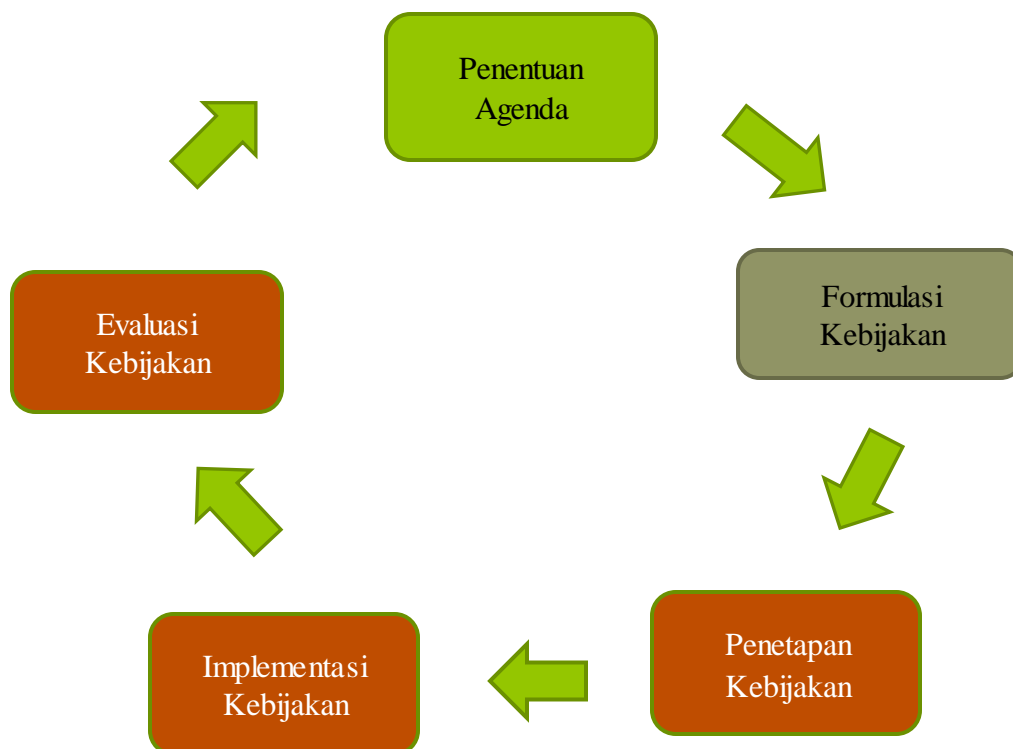 Penentuan
Agenda
Formulasi
Kebijakan
Penetapan
Kebijakan
Implementasi
Kebijakan
Evaluasi
Kebijakan